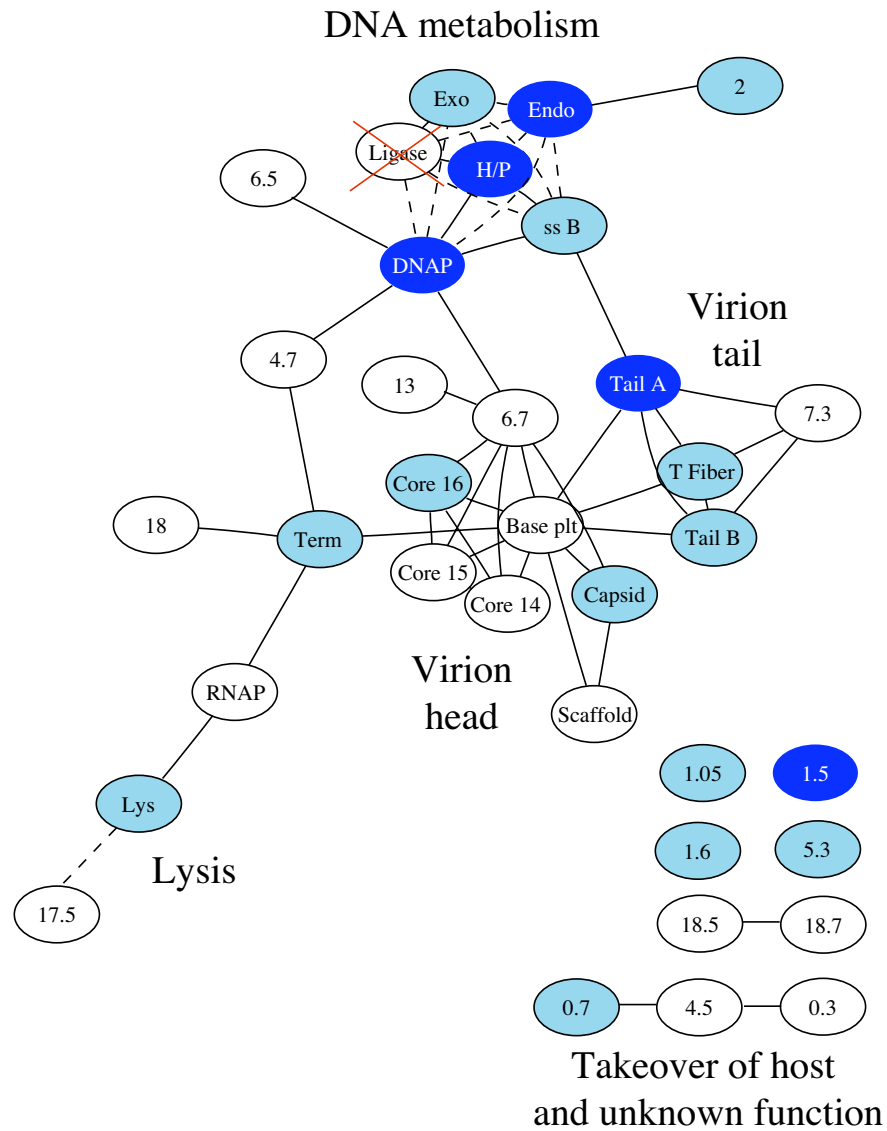 DNA metabolism
Exo
Endo
2
Ligase
H/P
6.5
ss B
DNAP
Virion
tail
4.7
13
Tail A
6.7
7.3
T Fiber
Core 16
18
Term
Base plt
Tail B
Core 15
Core 14
Capsid
Virion
head
RNAP
Scaffold
1.05
1.5
Lys
1.6
5.3
Lysis
17.5
18.5
18.7
0.7
4.5
0.3
Takeover of host
and unknown function